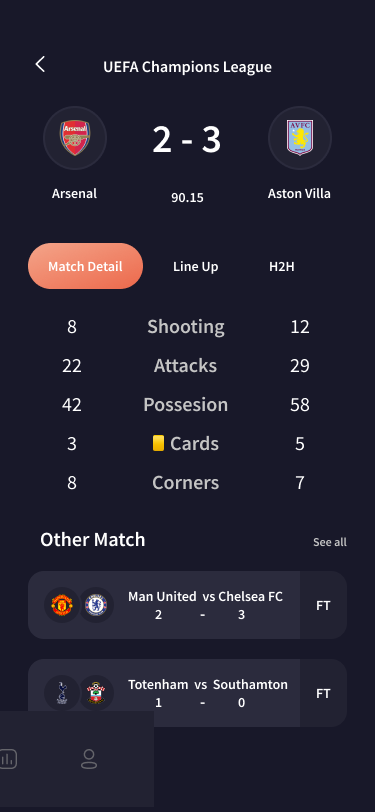 UEFA Champions League
2 - 3
Arsenal
90.15
Aston Villa
Match Detail
Line Up
H2H
8 Shooting 12
22 Attacks 29
42 Possesion 58
3 Cards 5
8 Corners 7
Other Match
See all
Man United vs Chelsea FC
2 - 3
FT
Totenham vs Southamton
1 - 0
FT